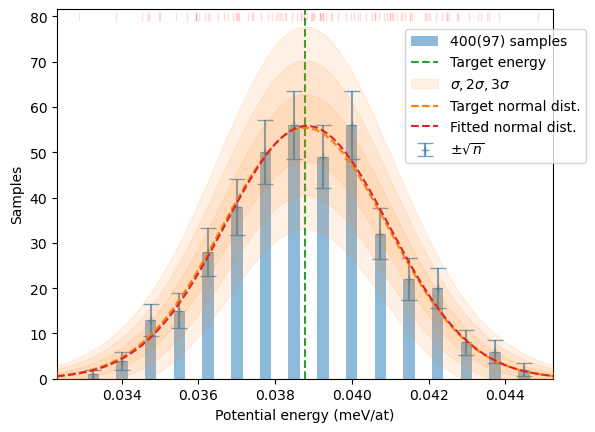 80
70
60
50
40
30
20
10
0
Samples
400(97) samples
Target energy
σ, 2σ, 3σ
Target normal dist.
Fitted normal dist.
±√n
0.034 0.036 0.038 0.040 0.042 0.044
Potential energy (meV/at)